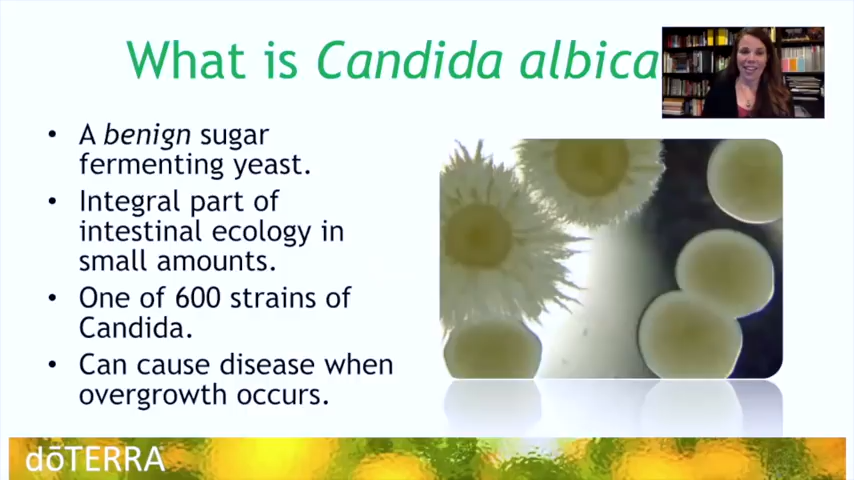 What is Candida albica
• A benign sugar
fermenting yeast.
• Integral part of
intestinal ecology in
small amounts.
• One of 600 strains of
Candida.
• Can cause disease when
overgrowth occurs.
dōTERRA